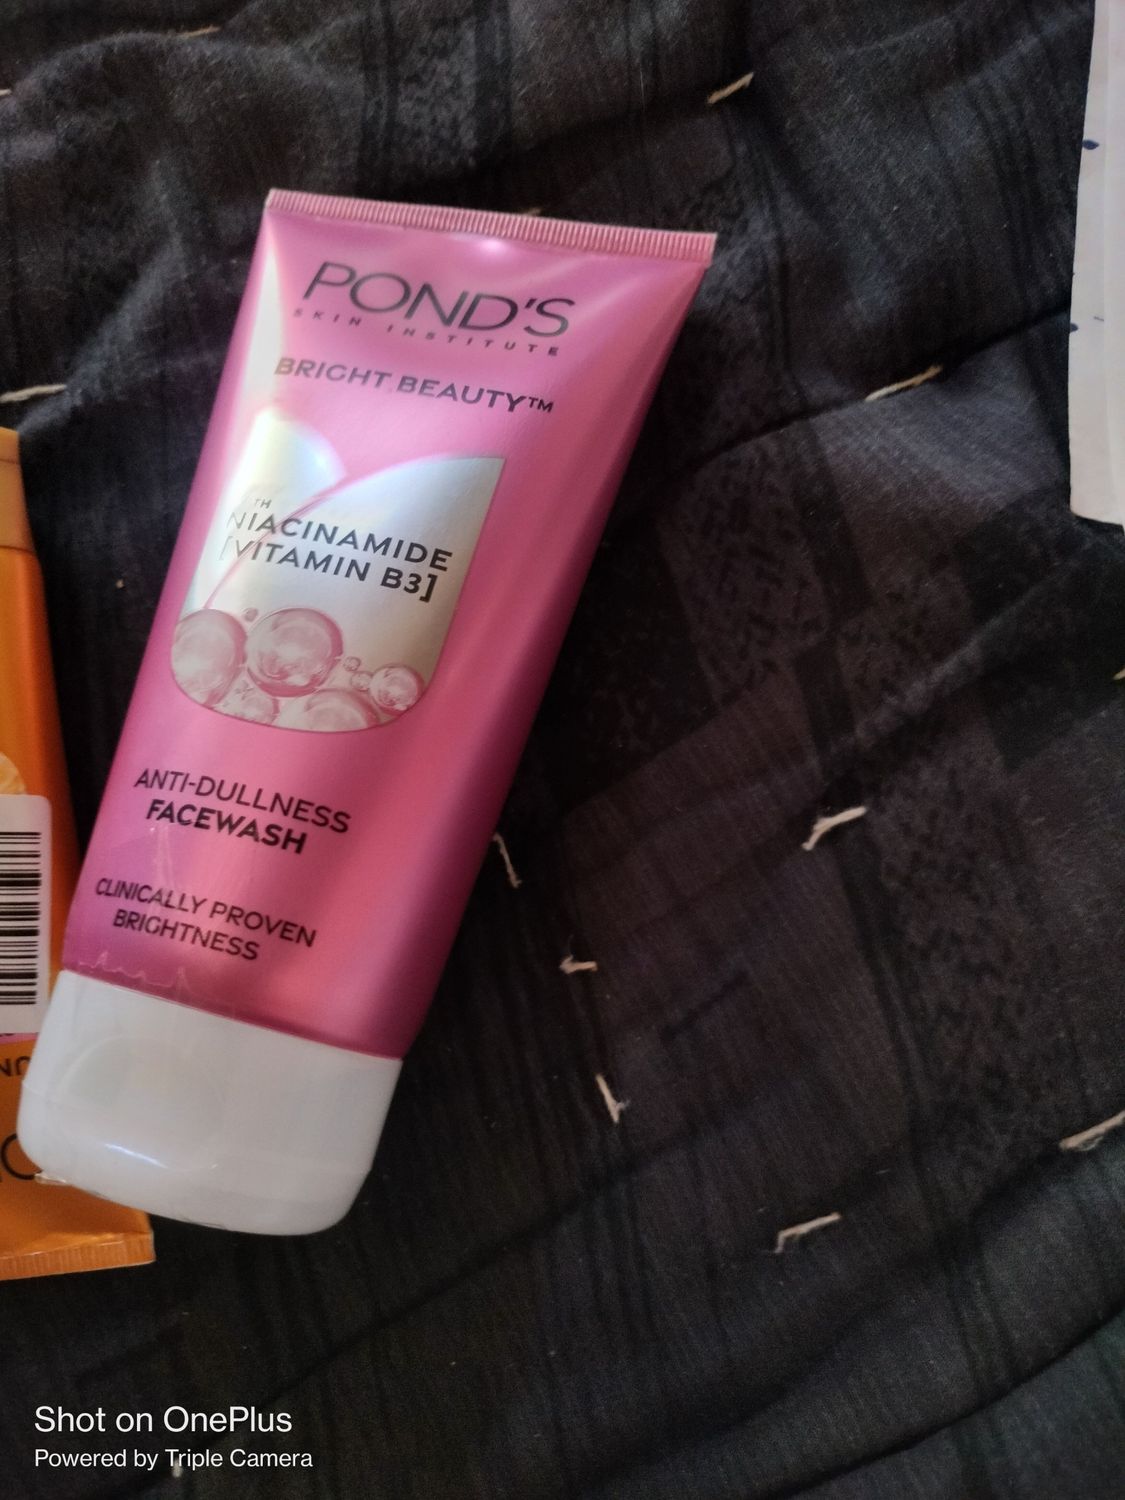 POND'S
SKIN INSTITUTE
BRIGHT BEAUTY™
NIACINAMIDE
[VITAMIN B3]
ANTI-DULLNESS
FACEWASH
CLINICALLY PROVEN
BRIGHTNESS
Shot on OnePlus
Powered by Triple Camera